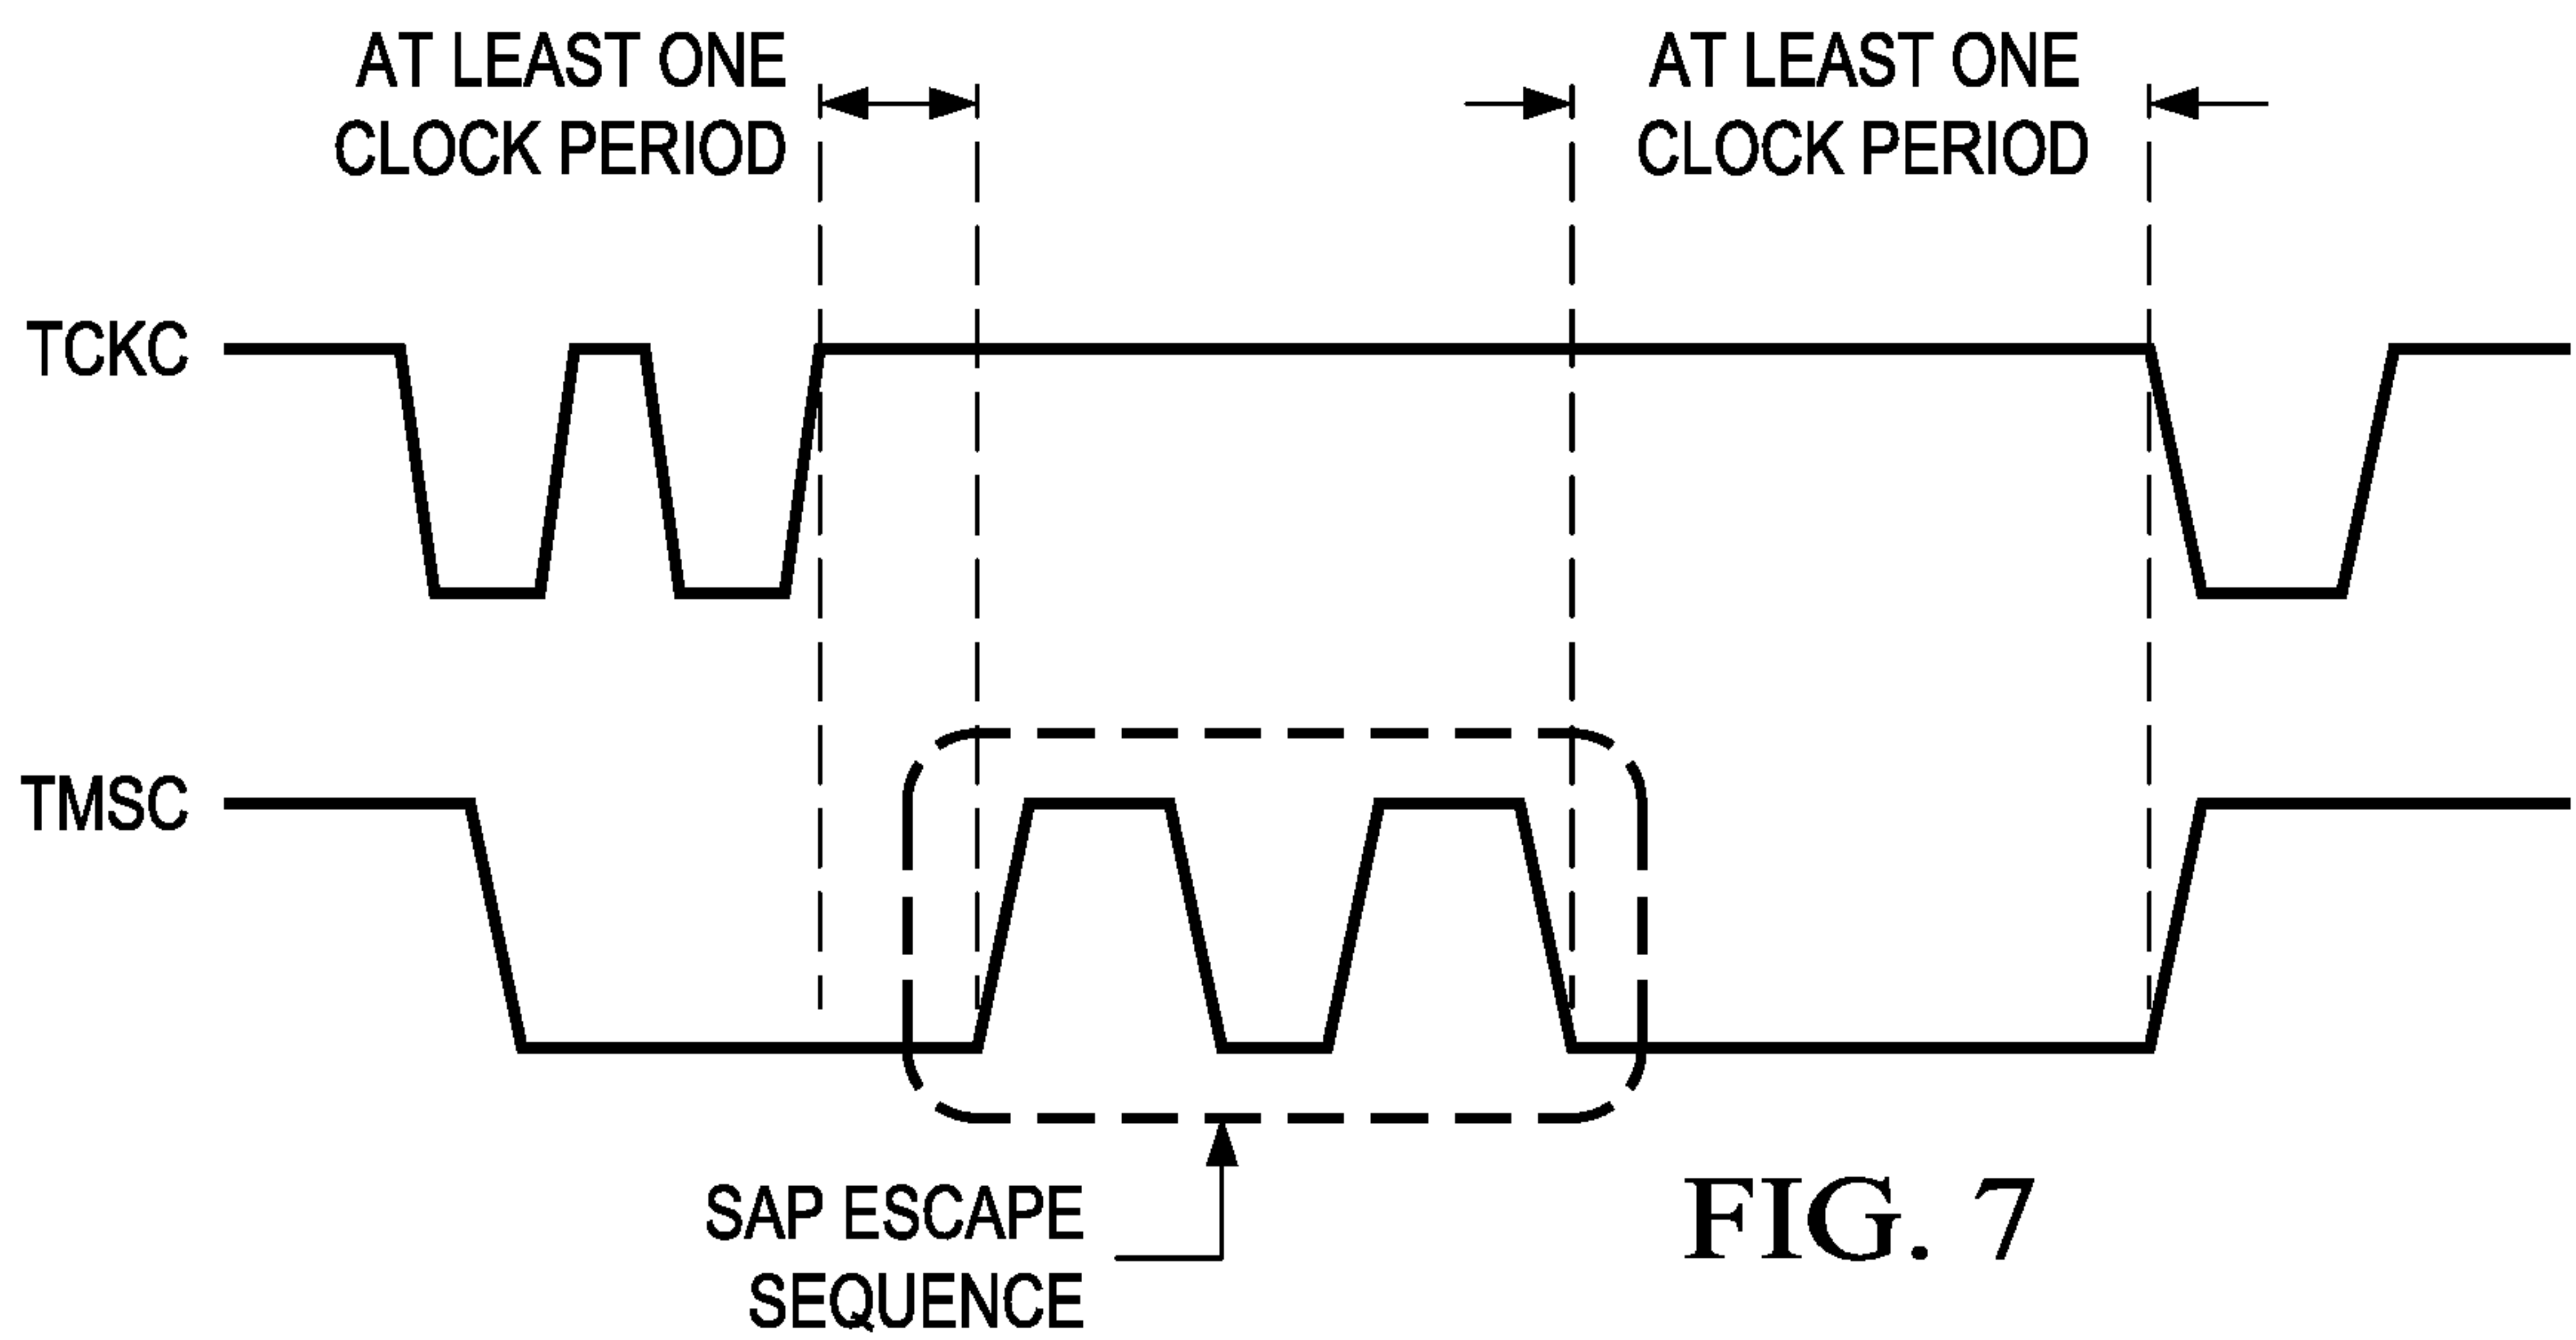 AT LEAST ONE
CLOCK PERIOD
AT LEAST ONE
CLOCK PERIOD
TCKC
TMSC
SAP ESCAPE
SEQUENCE
FIG. 7